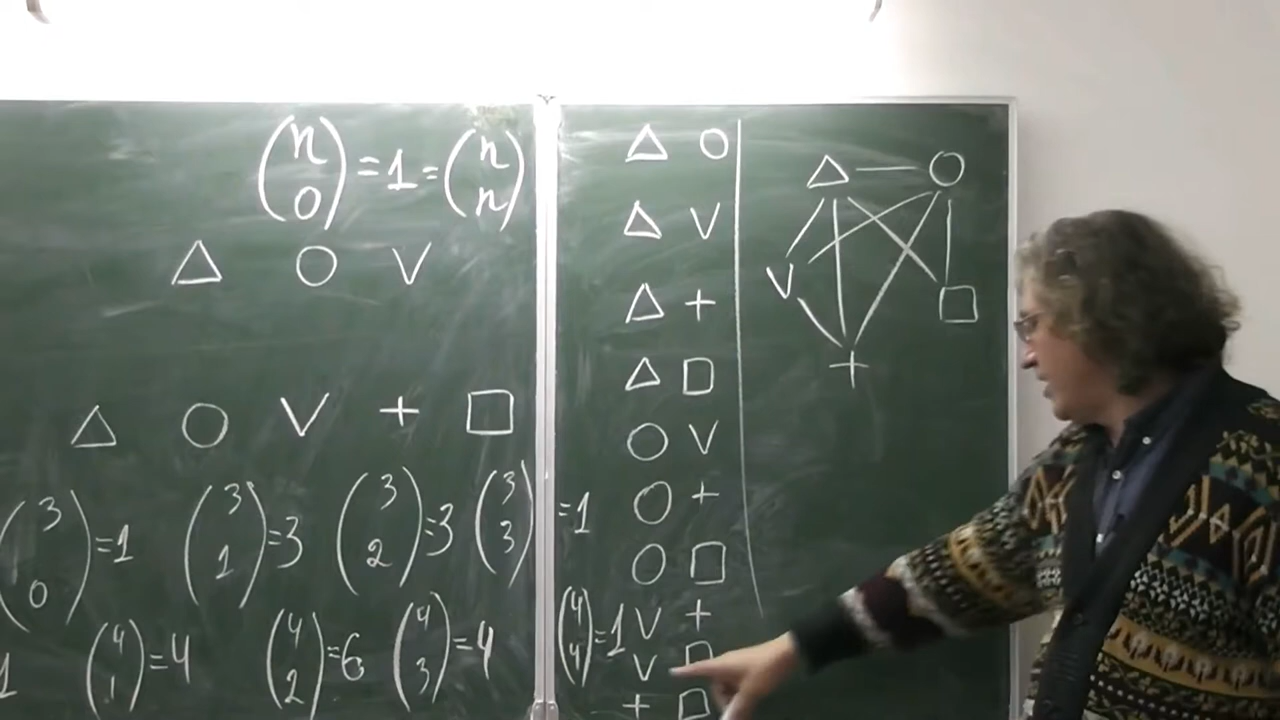 (n 0) = 1 = (n n)
△ ○ V
△ ○ V + □
(3 0) = 1 (3 1) = 3 (3 2) = 3 (3 3) = 1
1 (4 1) = 4 (4 2) = 6 (4 3) = 4 (4 4) = 1
△ ○
△ V
△ +
△ □
○ V
○ +
○ □
V +
V □
+ □
△ — ○
V □
+